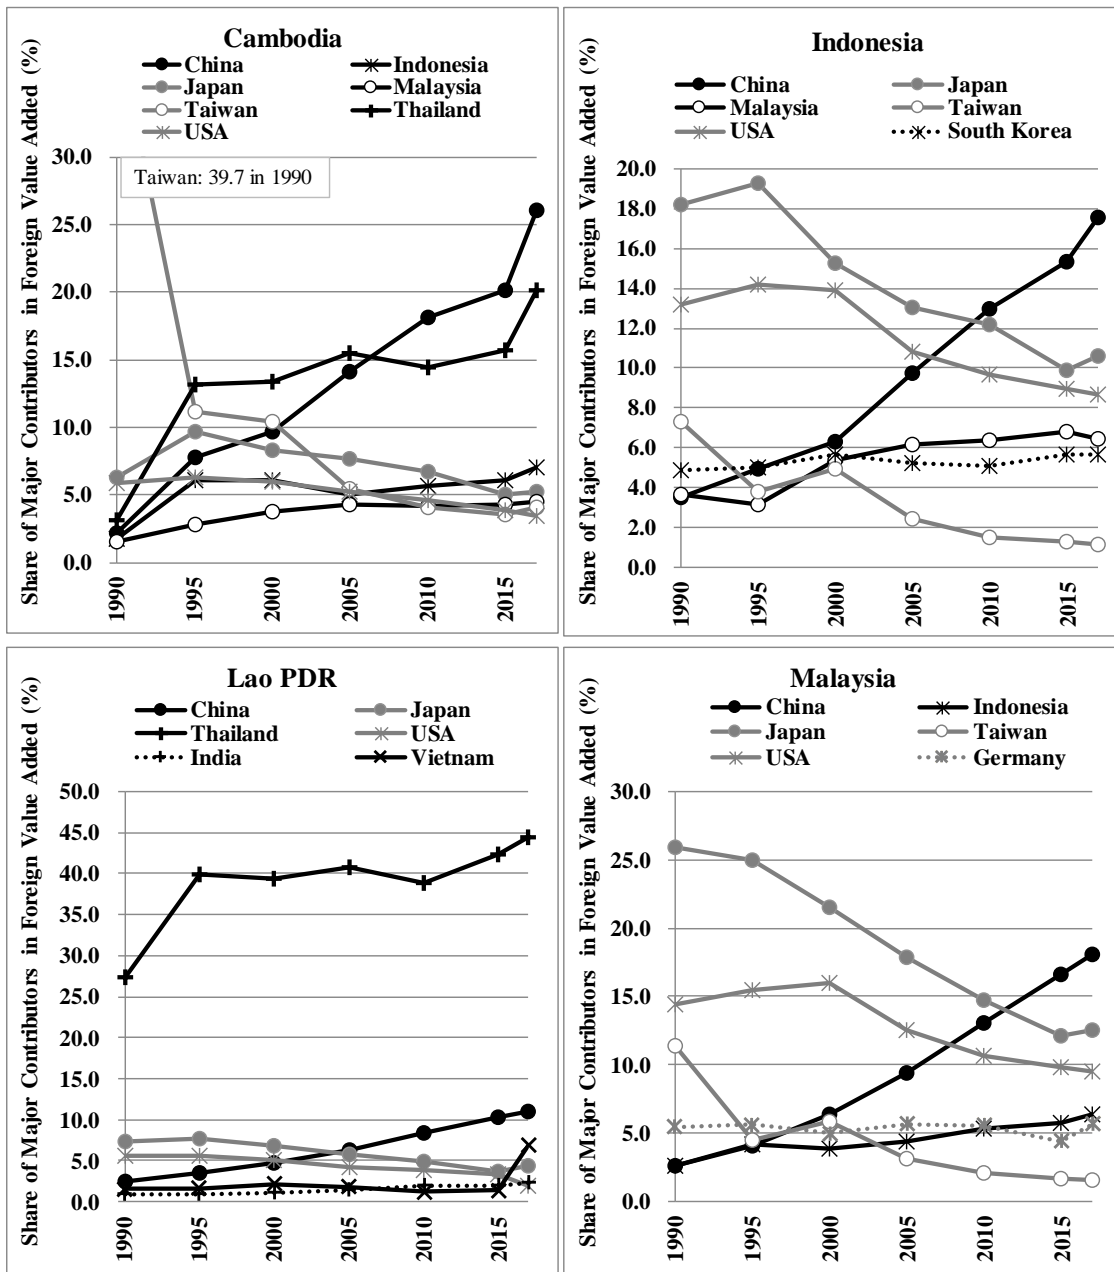 Cambodia
China Indonesia
Japan Malaysia
Taiwan Thailand
USA
Share of Major Contributors in Foreign Value Added (%)
Taiwan: 39.7 in 1990
30.0
25.0
20.0
15.0
10.0
5.0
0.0
1990 1995 2000 2005 2010 2015
Indonesia
China Japan
Malaysia Taiwan
USA South Korea
Share of Major Contributors in Foreign Value Added (%)
20.0
18.0
16.0
14.0
12.0
10.0
8.0
6.0
4.0
2.0
0.0
1990 1995 2000 2005 2010 2015
Lao PDR
China Japan
Thailand USA
India Vietnam
Share of Major Contributors in Foreign Value Added (%)
50.0
45.0
40.0
35.0
30.0
25.0
20.0
15.0
10.0
5.0
0.0
1990 1995 2000 2005 2010 2015
Malaysia
China Indonesia
Japan Taiwan
USA Germany
Share of Major Contributors in Foreign Value Added (%)
30.0
25.0
20.0
15.0
10.0
5.0
0.0
1990 1995 2000 2005 2010 2015